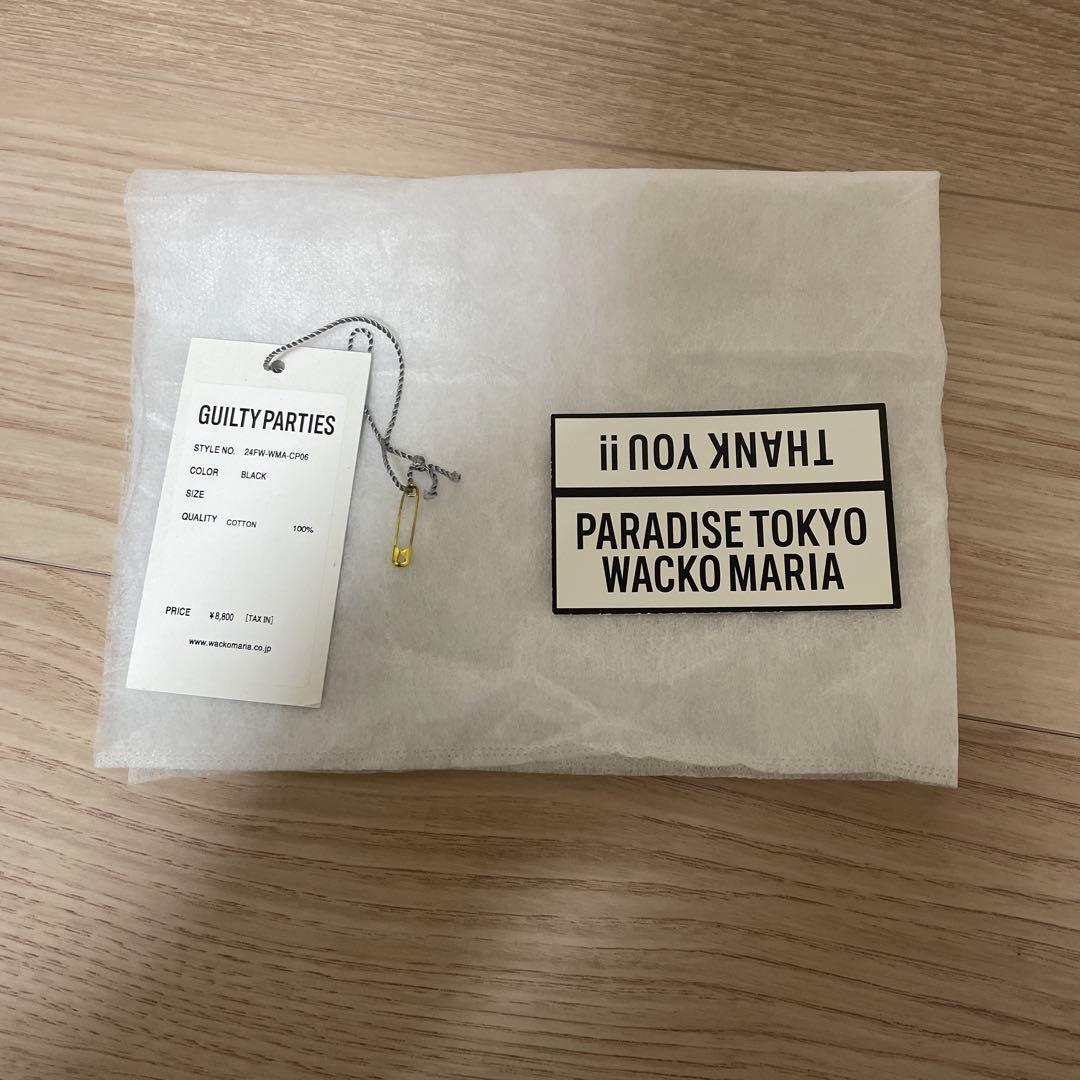 GUILTY PARTIES
STYLE NO. 24FW-WMA-CP06
COLOR BLACK
SIZE
QUALITY COTTON 100%
PRICE ¥8,800 [TAX IN]
www.wackomaria.co.jp
THANK YOU!!
PARADISE TOKYO
WACKO MARIA